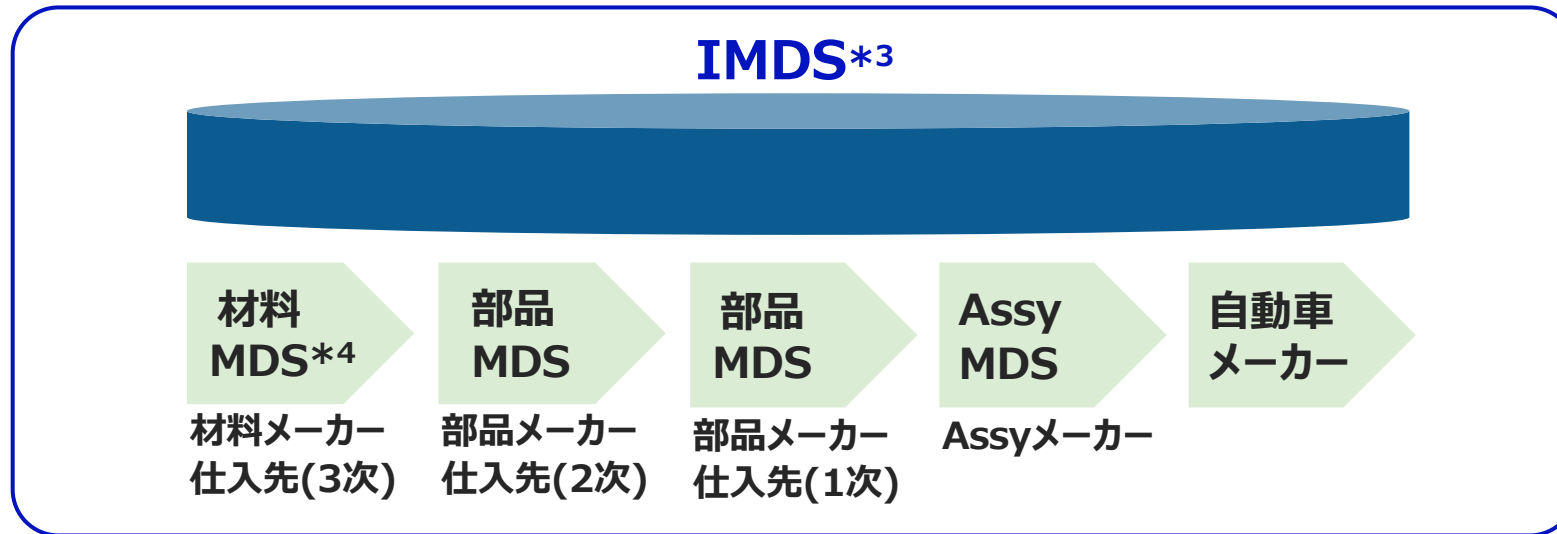 IMDS*3
材料
MDS*4
部品
MDS
部品
MDS
Assy
MDS
自動車
メーカー
材料メーカー
仕入先(3次)
部品メーカー
仕入先(2次)
部品メーカー
仕入先(1次)
Assyメーカー